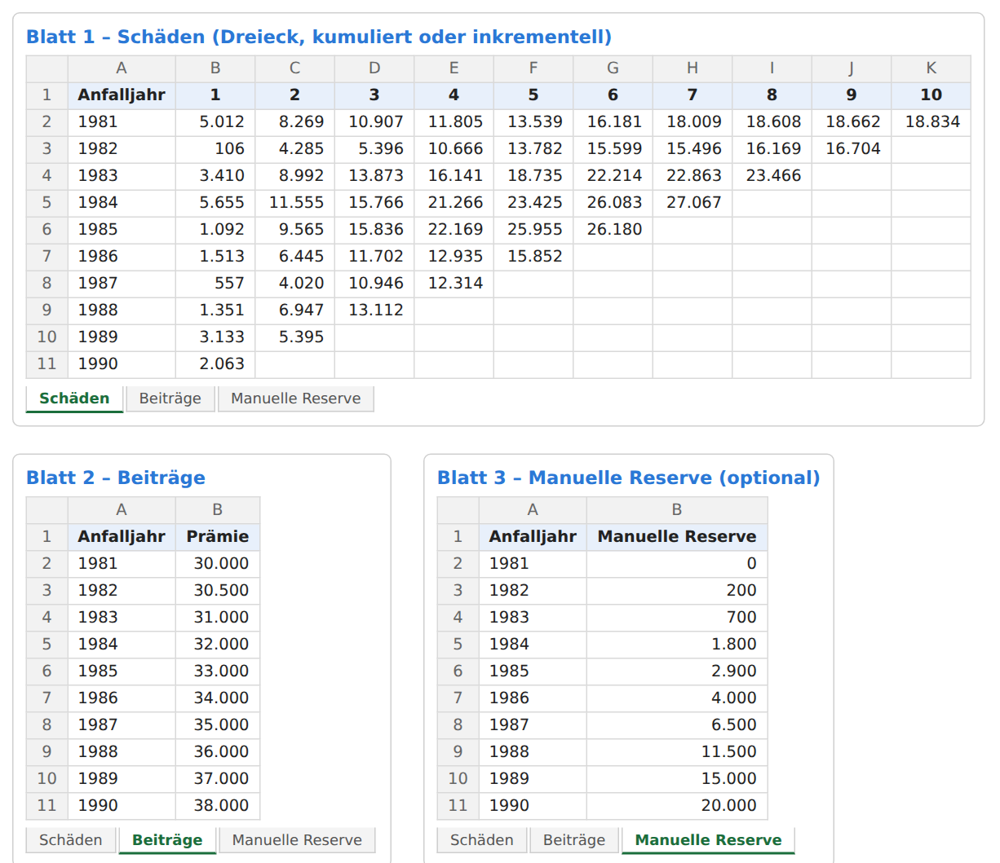 Blatt 1 – Schäden (Dreieck, kumuliert oder inkrementell)
A B C D E F G H I J K
1 Anfalljahr 1 2 3 4 5 6 7 8 9 10
2 1981 5.012 8.269 10.907 11.805 13.539 16.181 18.009 18.608 18.662 18.834
3 1982 106 4.285 5.396 10.666 13.782 15.599 15.496 16.169 16.704
4 1983 3.410 8.992 13.873 16.141 18.735 22.214 22.863 23.466
5 1984 5.655 11.555 15.766 21.266 23.425 26.083 27.067
6 1985 1.092 9.565 15.836 22.169 25.955 26.180
7 1986 1.513 6.445 11.702 12.935 15.852
8 1987 557 4.020 10.946 12.314
9 1988 1.351 6.947 13.112
10 1989 3.133 5.395
11 1990 2.063
Schäden Beiträge Manuelle Reserve
Blatt 2 – Beiträge
A B
1 Anfalljahr Prämie
2 1981 30.000
3 1982 30.500
4 1983 31.000
5 1984 32.000
6 1985 33.000
7 1986 34.000
8 1987 35.000
9 1988 36.000
10 1989 37.000
11 1990 38.000
Schäden Beiträge Manuelle Reserve
Blatt 3 – Manuelle Reserve (optional)
A B
1 Anfalljahr Manuelle Reserve
2 1981 0
3 1982 200
4 1983 700
5 1984 1.800
6 1985 2.900
7 1986 4.000
8 1987 6.500
9 1988 11.500
10 1989 15.000
11 1990 20.000
Schäden Beiträge Manuelle Reserve